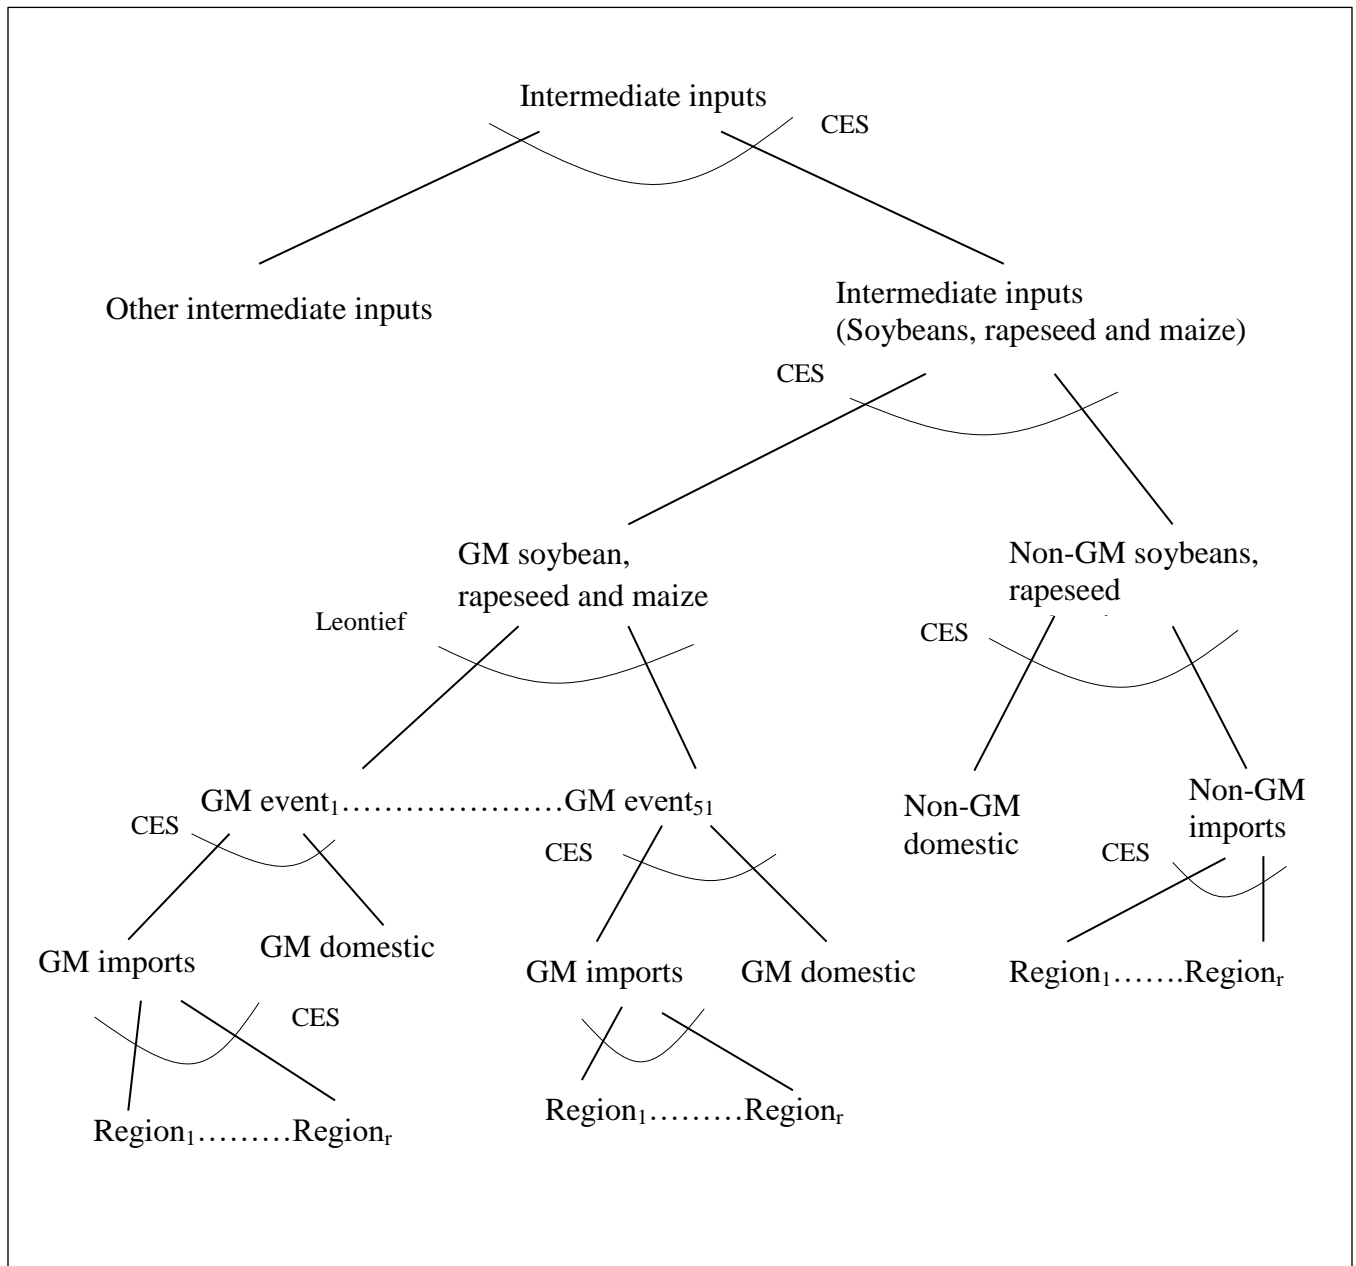 Intermediate inputs
CES
Other intermediate inputs
Intermediate inputs
(Soybeans, rapeseed and maize)
CES
GM soybean,
rapeseed and maize
Non-GM soybeans,
rapeseed
Leontief
CES
GM event₁…………………GM event₅₁
Non-GM
domestic
Non-GM
imports
CES
CES
CES
GM imports
GM domestic
GM imports
GM domestic
Region₁…….Regionᵣ
CES
Region₁………Regionᵣ
Region₁………Regionᵣ